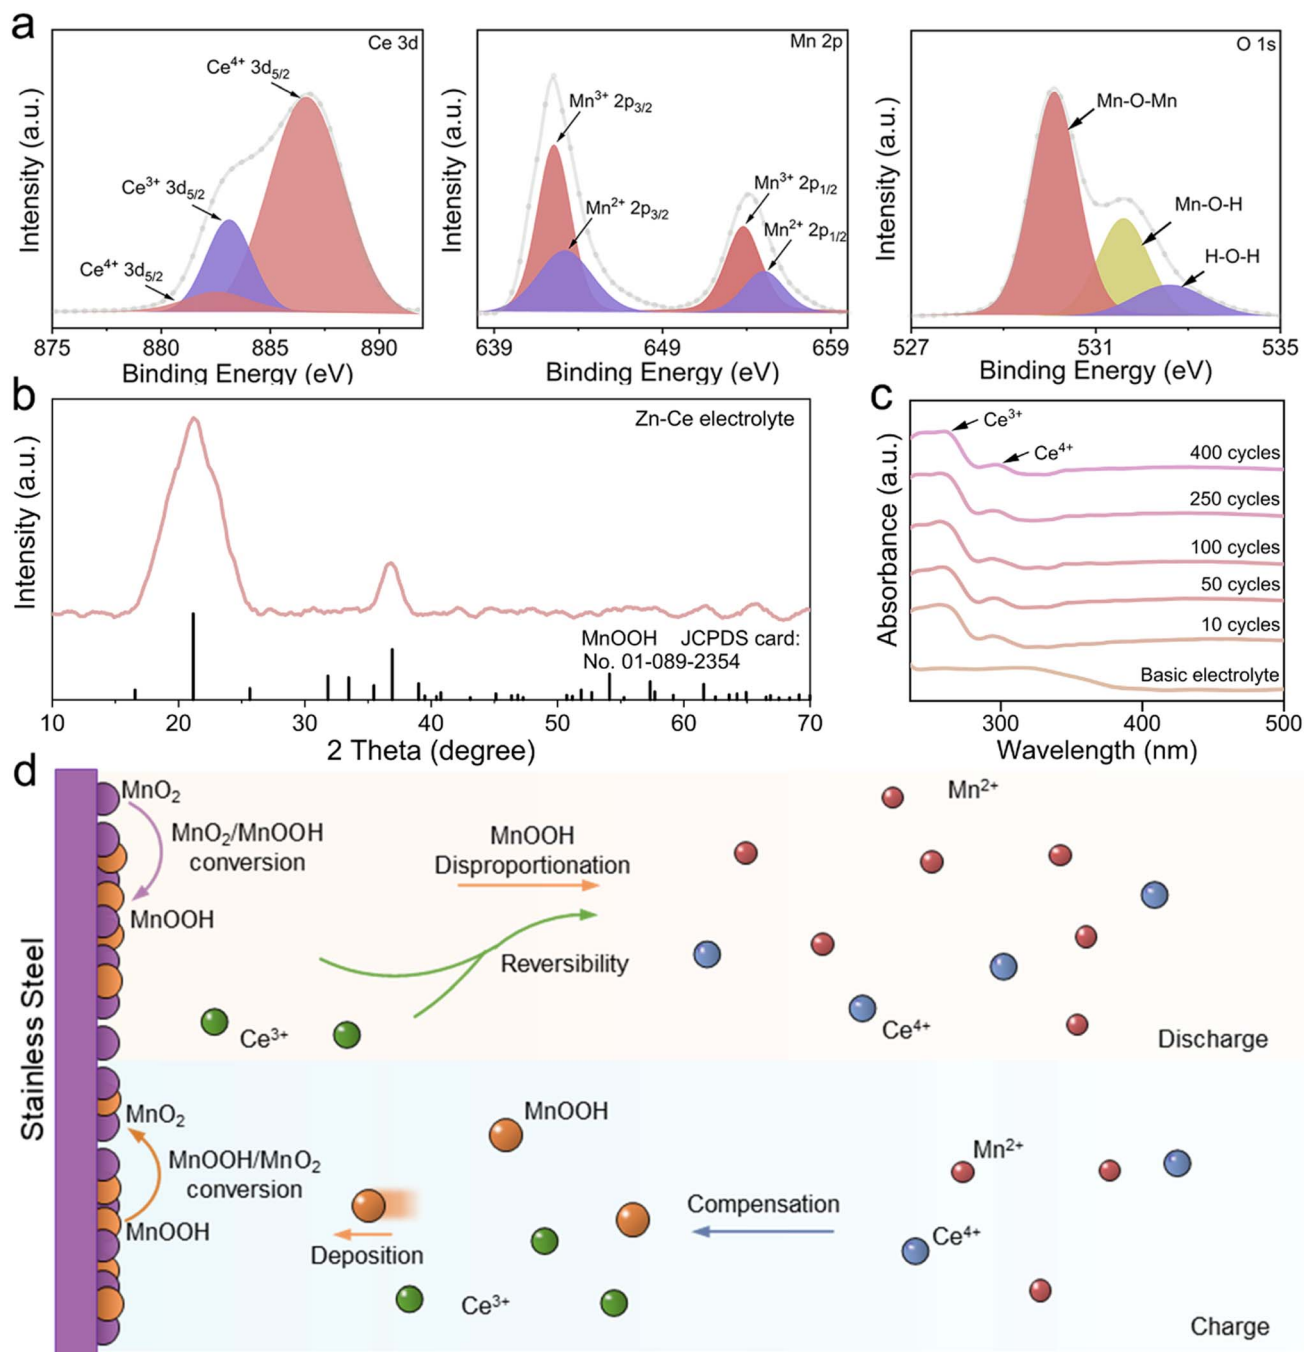 a
Ce 3d
Ce⁴⁺ 3d₅/₂
Ce³⁺ 3d₅/₂
Ce⁴⁺ 3d₅/₂
Intensity (a.u.)
875 880 885 890
Binding Energy (eV)
Mn 2p
Mn³⁺ 2p₃/₂
Mn²⁺ 2p₃/₂
Mn³⁺ 2p₁/₂
Mn²⁺ 2p₁/₂
Intensity (a.u.)
639 649 659
Binding Energy (eV)
O 1s
Mn-O-Mn
Mn-O-H
H-O-H
Intensity (a.u.)
527 531 535
Binding Energy (eV)
b
Zn-Ce electrolyte
Intensity (a.u.)
MnOOH JCPDS card:
No. 01-089-2354
10 20 30 40 50 60 70
2 Theta (degree)
c
Ce³⁺
Ce⁴⁺
400 cycles
250 cycles
100 cycles
50 cycles
10 cycles
Basic electrolyte
Absorbance (a.u.)
300 400 500
Wavelength (nm)
d
Stainless Steel
MnO₂
MnO₂/MnOOH
conversion
MnOOH
MnOOH
Disproportionation
Reversibility
Ce³⁺
Mn²⁺
Ce⁴⁺
Discharge
MnO₂
MnOOH/MnO₂
conversion
MnOOH
MnOOH
Deposition
Ce³⁺
Compensation
Mn²⁺
Ce⁴⁺
Charge